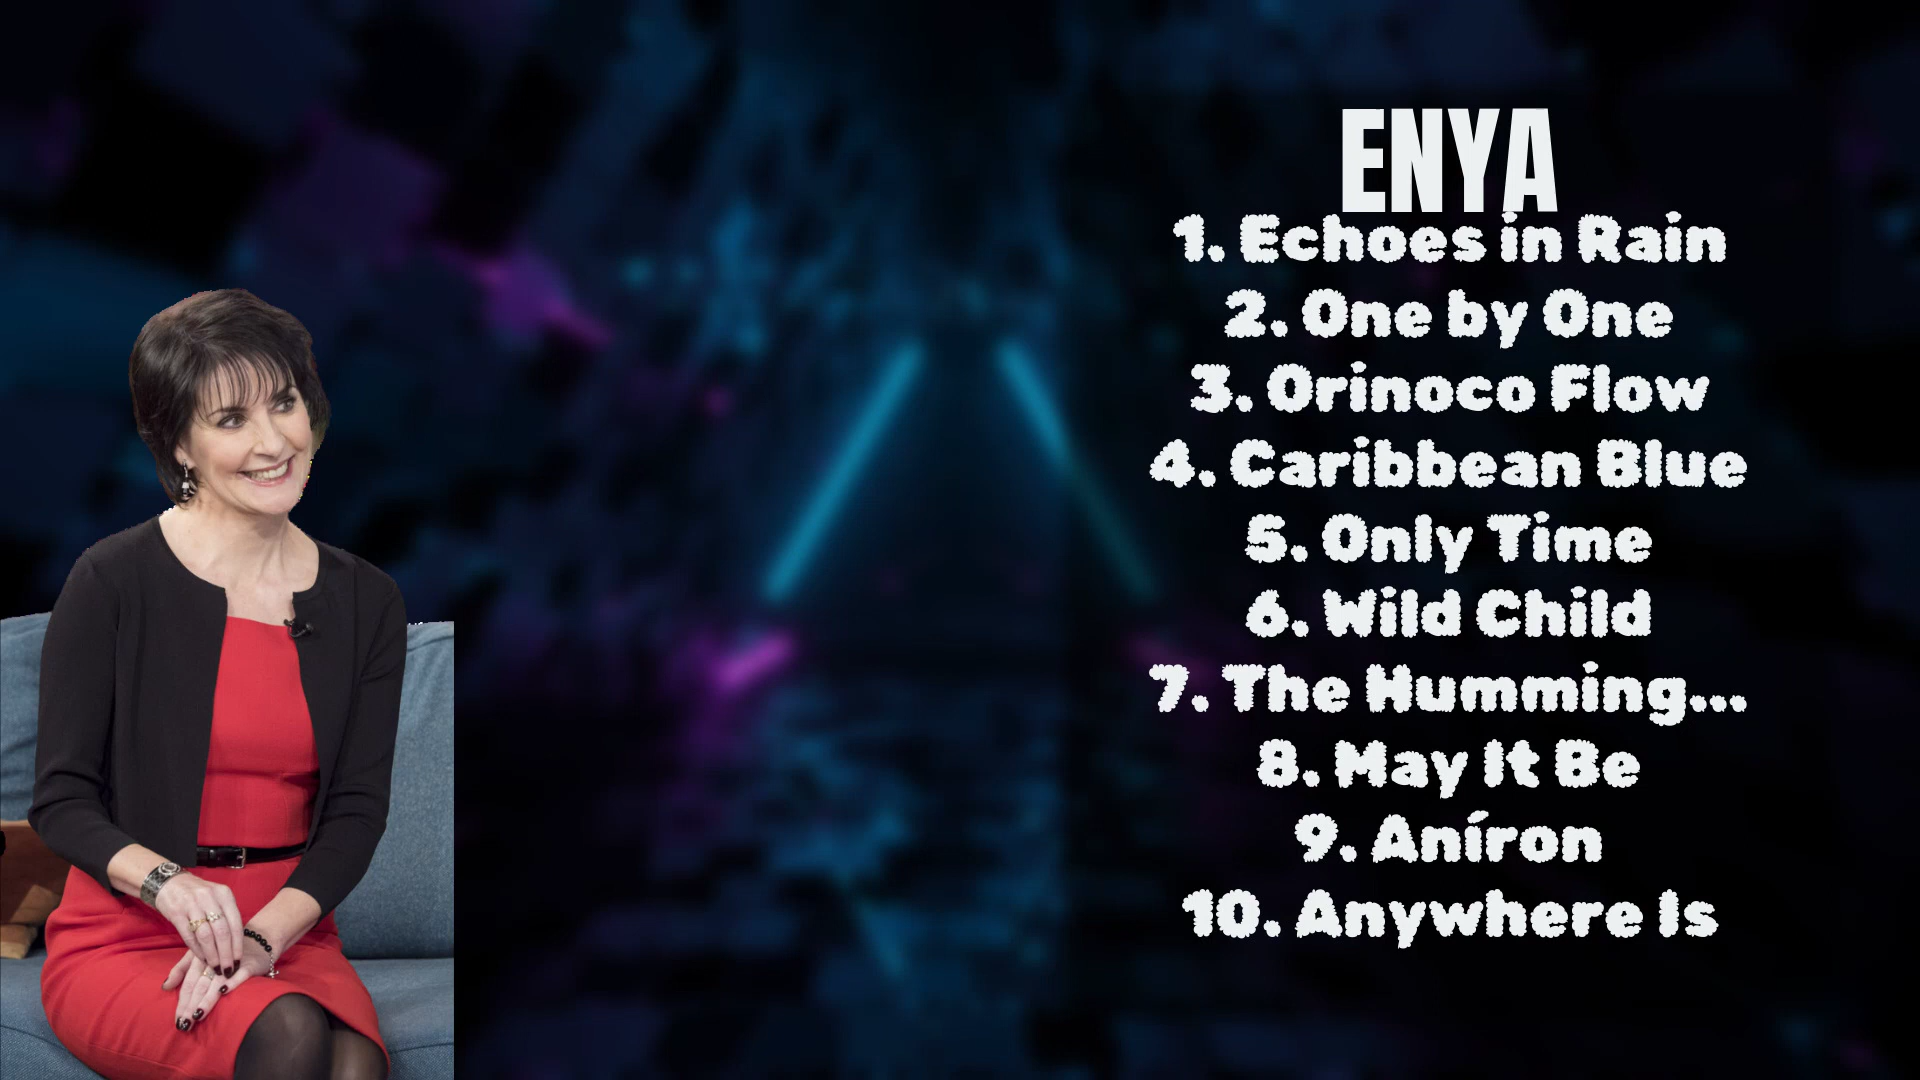 ENYA
1. Echoes in Rain
2. One by One
3. Orinoco Flow
4. Caribbean Blue
5. Only Time
6. Wild Child
7. The Humming...
8. May It Be
9. Aníron
10. Anywhere Is